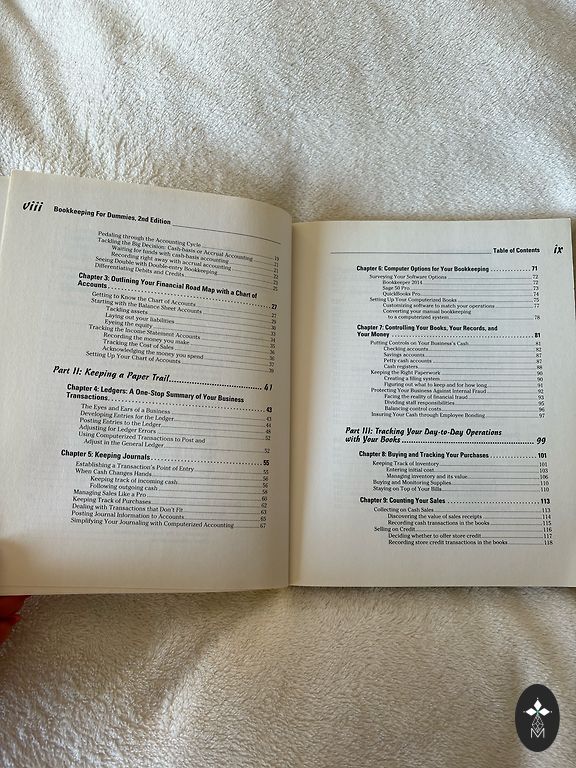 viii Bookkeeping For Dummies, 2nd Edition
Pedaling through the Accounting Cycle 19
Tackling the Big Decision: Cash-basis or Accrual Accounting 21
Waiting for funds with cash-basis accounting 21
Recording right away with accrual accounting
Seeing Double with Double-entry Bookkeeping
Differentiating Debits and Credits
Chapter 3: Outlining Your Financial Road Map with a Chart of
Accounts 27
Getting to Know the Chart of Accounts
Starting with the Balance Sheet Accounts
Tackling assets
Laying out your liabilities
Eyeing the equity
Tracking the Income Statement Accounts
Recording the money you make
Tracking the Cost of Sales
Acknowledging the money you spend
Setting Up Your Chart of Accounts 39
Part II: Keeping a Paper Trail 41
Chapter 4: Ledgers: A One-Stop Summary of Your Business
Transactions 43
The Eyes and Ears of a Business
Developing Entries for the Ledger
Posting Entries to the Ledger
Adjusting for Ledger Errors
Using Computerized Transactions to Post and
Adjust in the General Ledger 52
Chapter 5: Keeping Journals 55
Establishing a Transaction's Point of Entry 55
When Cash Changes Hands 56
Keeping track of incoming cash 56
Following outgoing cash 56
Managing Sales Like a Pro 58
Keeping Track of Purchases 60
Dealing with Transactions that Don't Fit 62
Posting Journal Information to Accounts 65
Simplifying Your Journaling with Computerized Accounting 67
Table of Contents ix
Chapter 6: Computer Options for Your Bookkeeping 71
Surveying Your Software Options 72
Bookkeeper 2014 72
Sage 50 Pro 73
QuickBooks Pro 74
Setting Up Your Computerized Books 75
Customizing software to match your operations 77
Converting your manual bookkeeping
to a computerized system 78
Chapter 7: Controlling Your Books, Your Records, and
Your Money 81
Putting Controls on Your Business's Cash 81
Checking accounts 82
Savings accounts 87
Petty cash accounts 87
Cash registers 88
Keeping the Right Paperwork 90
Creating a filing system 90
Figuring out what to keep and for how long 91
Protecting Your Business Against Internal Fraud 92
Facing the reality of financial fraud 93
Dividing staff responsibilities 95
Balancing control costs 96
Insuring Your Cash through Employee Bonding 97
Part III: Tracking Your Day-to-Day Operations
with Your Books 99
Chapter 8: Buying and Tracking Your Purchases 101
Keeping Track of Inventory 101
Entering initial cost 103
Managing inventory and its value 106
Buying and Monitoring Supplies 110
Staying on Top of Your Bills 110
Chapter 9: Counting Your Sales 113
Collecting on Cash Sales 113
Discovering the value of sales receipts 114
Recording cash transactions in the books 115
Selling on Credit 116
Deciding whether to offer store credit 117
Recording store credit transactions in the books 118
M